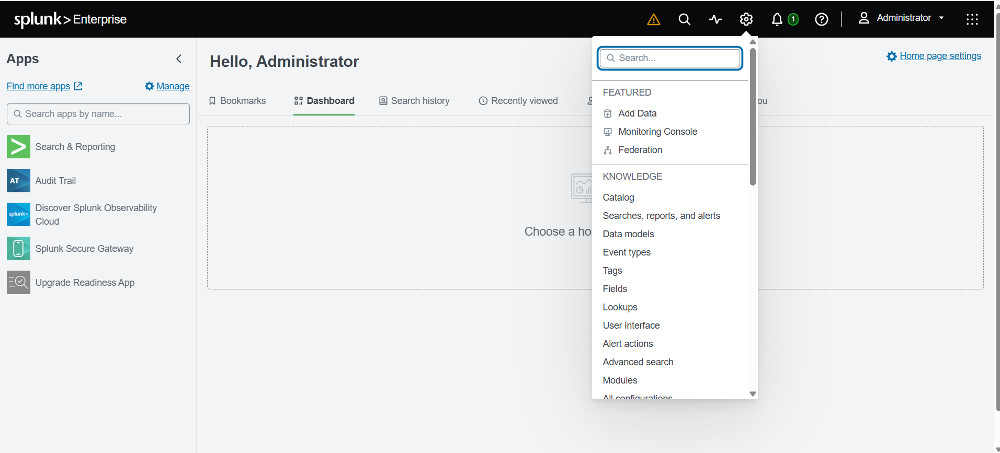 splunk> Enterprise
1
Administrator
Apps
Find more apps
Manage
Search apps by name...
Search & Reporting
AT
Audit Trail
splunk>
Discover Splunk Observability
Cloud
Splunk Secure Gateway
Upgrade Readiness App
Hello, Administrator
Home page settings
Bookmarks
Dashboard
Search history
Recently viewed
ou
Choose a ho
Search...
FEATURED
Add Data
Monitoring Console
Federation
KNOWLEDGE
Catalog
Searches, reports, and alerts
Data models
Event types
Tags
Fields
Lookups
User interface
Alert actions
Advanced search
Modules
All configurations